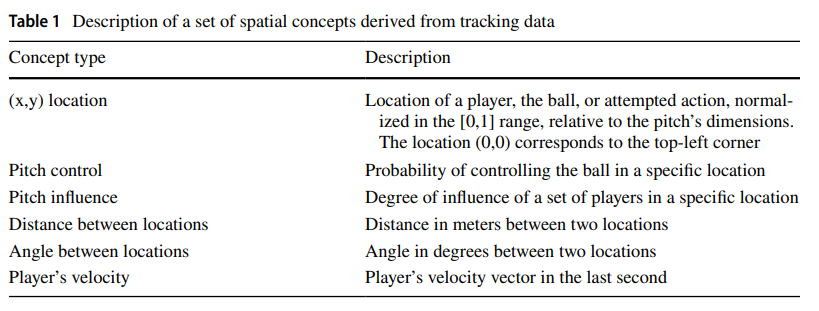 Table 1 Description of a set of spatial concepts derived from tracking data
Concept type Description
(x,y) location Location of a player, the ball, or attempted action, normal-
ized in the [0,1] range, relative to the pitch's dimensions.
The location (0,0) corresponds to the top-left corner
Pitch control Probability of controlling the ball in a specific location
Pitch influence Degree of influence of a set of players in a specific location
Distance between locations Distance in meters between two locations
Angle between locations Angle in degrees between two locations
Player's velocity Player's velocity vector in the last second